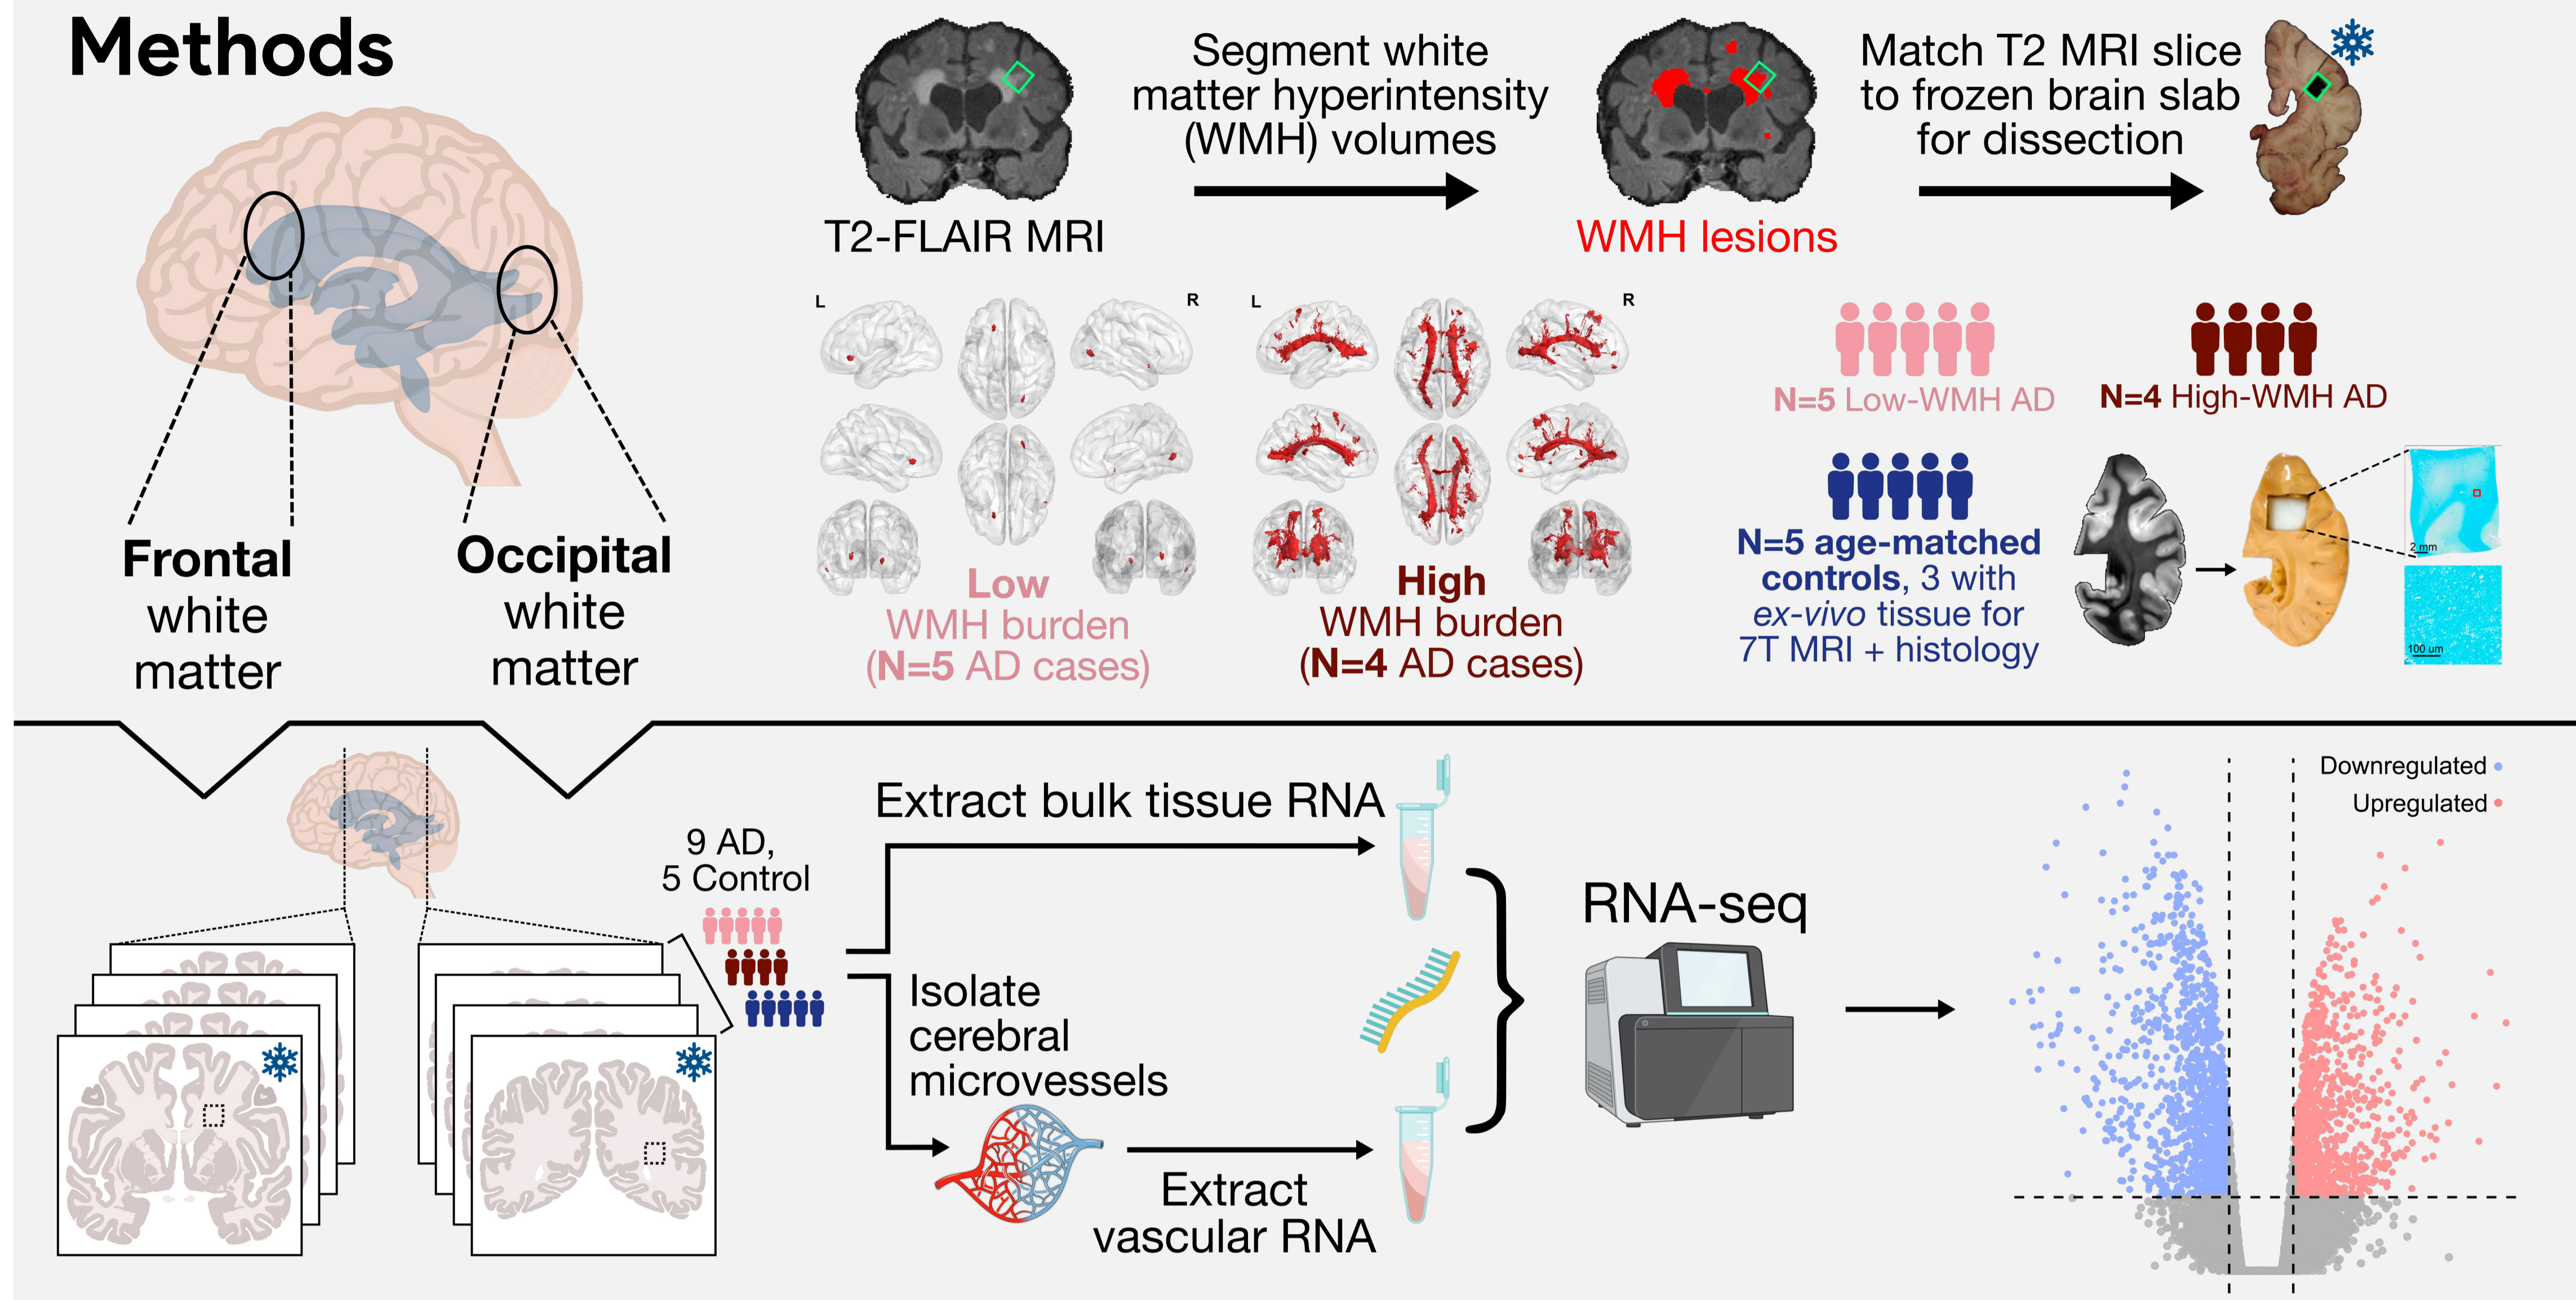 Methods
Frontal
white
matter
Occipital
white
matter
T2-FLAIR MRI
Segment white
matter hyperintensity
(WMH) volumes
WMH lesions
Match T2 MRI slice
to frozen brain slab
for dissection
L
R
Low
WMH burden
(N=5 AD cases)
L
R
High
WMH burden
(N=4 AD cases)
N=5 Low-WMH AD
N=4 High-WMH AD
N=5 age-matched
controls, 3 with
ex-vivo tissue for
7T MRI + histology
2 mm
100 um
9 AD,
5 Control
Extract bulk tissue RNA
Isolate
cerebral
microvessels
Extract
vascular RNA
RNA-seq
Downregulated
Upregulated